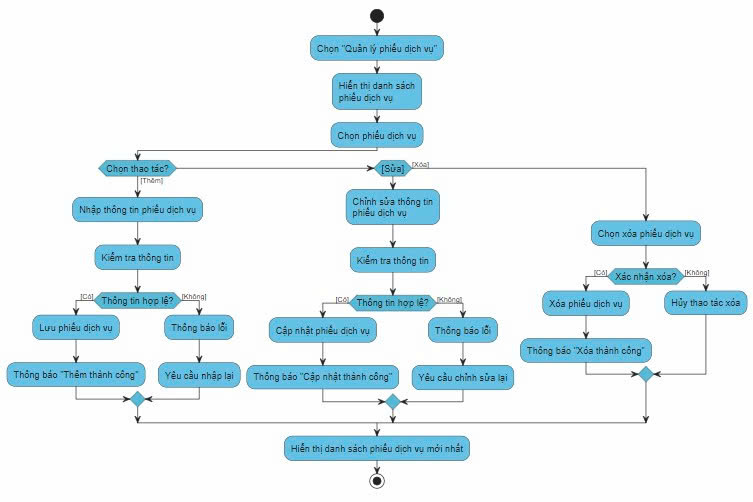 Chọn "Quản lý phiếu dịch vụ"
Hiển thị danh sách
phiếu dịch vụ
Chọn phiếu dịch vụ
Chọn thao tác?
[Sửa]
[Xóa]
[Thêm]
Nhập thông tin phiếu dịch vụ
Kiểm tra thông tin
Thông tin hợp lệ?
[Có]
[Không]
Lưu phiếu dịch vụ
Thông báo "Thêm thành công"
Thông báo lỗi
Yêu cầu nhập lại
Chỉnh sửa thông tin
phiếu dịch vụ
Kiểm tra thông tin
Thông tin hợp lệ?
[Có]
[Không]
Cập nhật phiếu dịch vụ
Thông báo "Cập nhật thành công"
Thông báo lỗi
Yêu cầu chỉnh sửa lại
Chọn xóa phiếu dịch vụ
Xác nhận xóa?
[Có]
[Không]
Xóa phiếu dịch vụ
Thông báo "Xóa thành công"
Hủy thao tác xóa
Hiển thị danh sách phiếu dịch vụ mới nhất